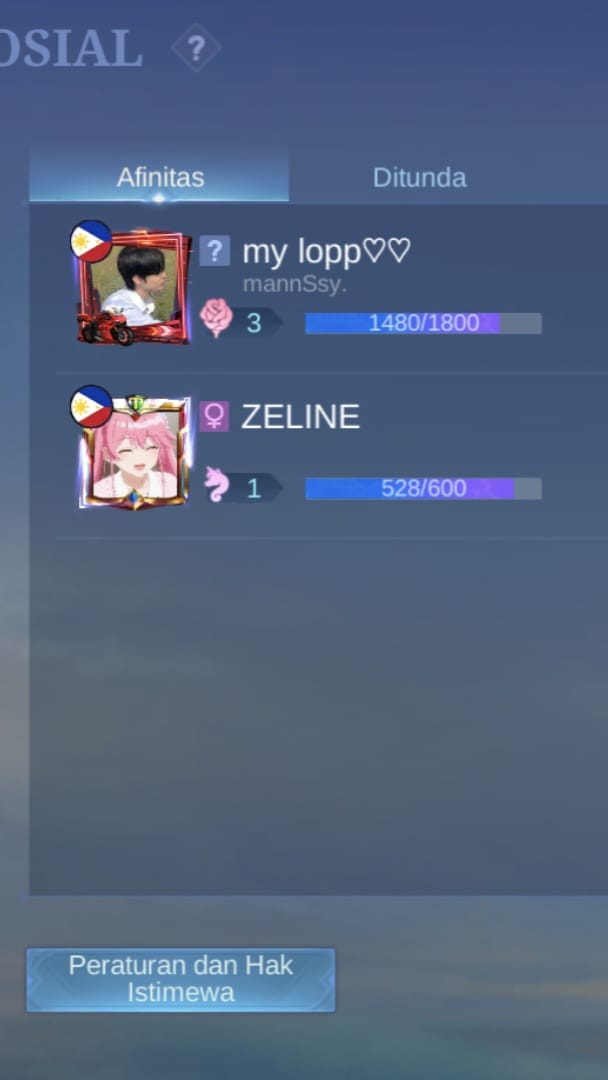 OSIAL ?
Afinitas
Ditunda
? my lopp♡♡
mannSsy.
3
1480/1800
ZELINE
1
528/600
Peraturan dan Hak
Istimewa